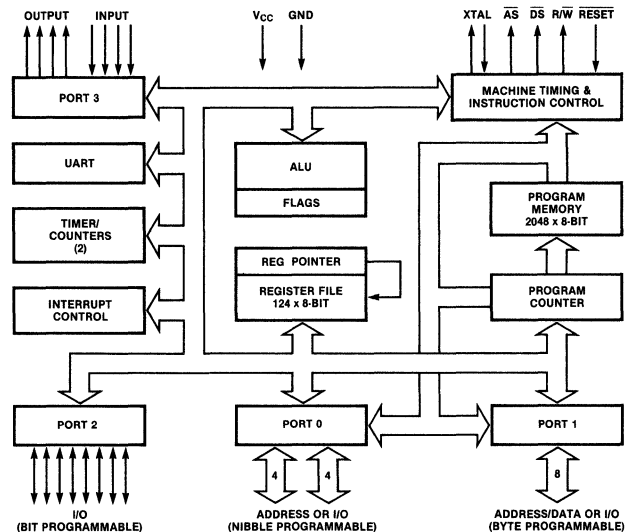 OUTPUT INPUT VCC GND XTAL AS DS R/W RESET
PORT 3
MACHINE TIMING &
INSTRUCTION CONTROL
UART
ALU
FLAGS
PROGRAM
MEMORY
2048 x 8-BIT
TIMER/
COUNTERS
(2)
REG POINTER
REGISTER FILE
124 x 8-BIT
PROGRAM
COUNTER
INTERRUPT
CONTROL
PORT 2
PORT 0
PORT 1
4 4 8
I/O
(BIT PROGRAMMABLE)
ADDRESS OR I/O
(NIBBLE PROGRAMMABLE)
ADDRESS/DATA OR I/O
(BYTE PROGRAMMABLE)